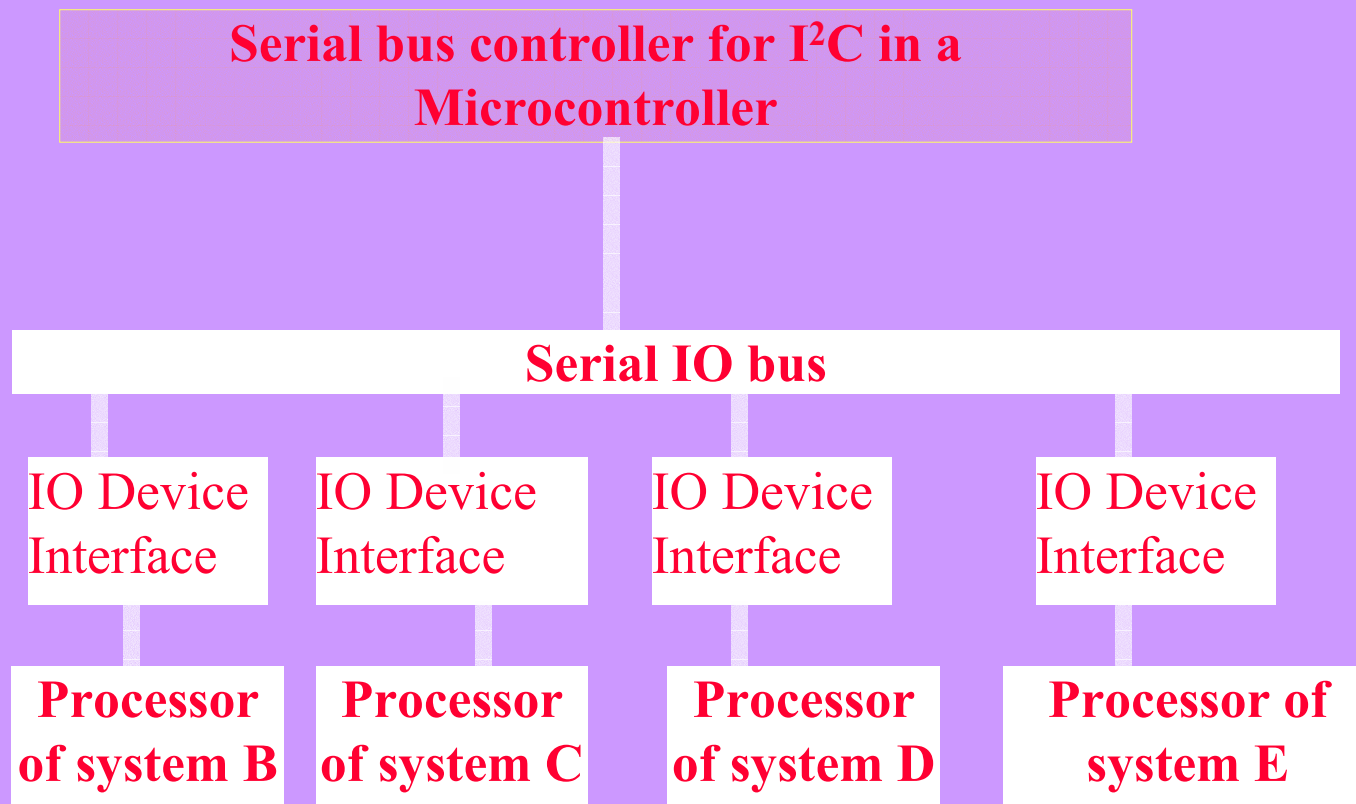 Serial bus controller for I²C in a
Microcontroller
Serial IO bus
IO Device
Interface
IO Device
Interface
IO Device
Interface
IO Device
Interface
Processor
of system B
Processor
of system C
Processor
of system D
Processor of
system E